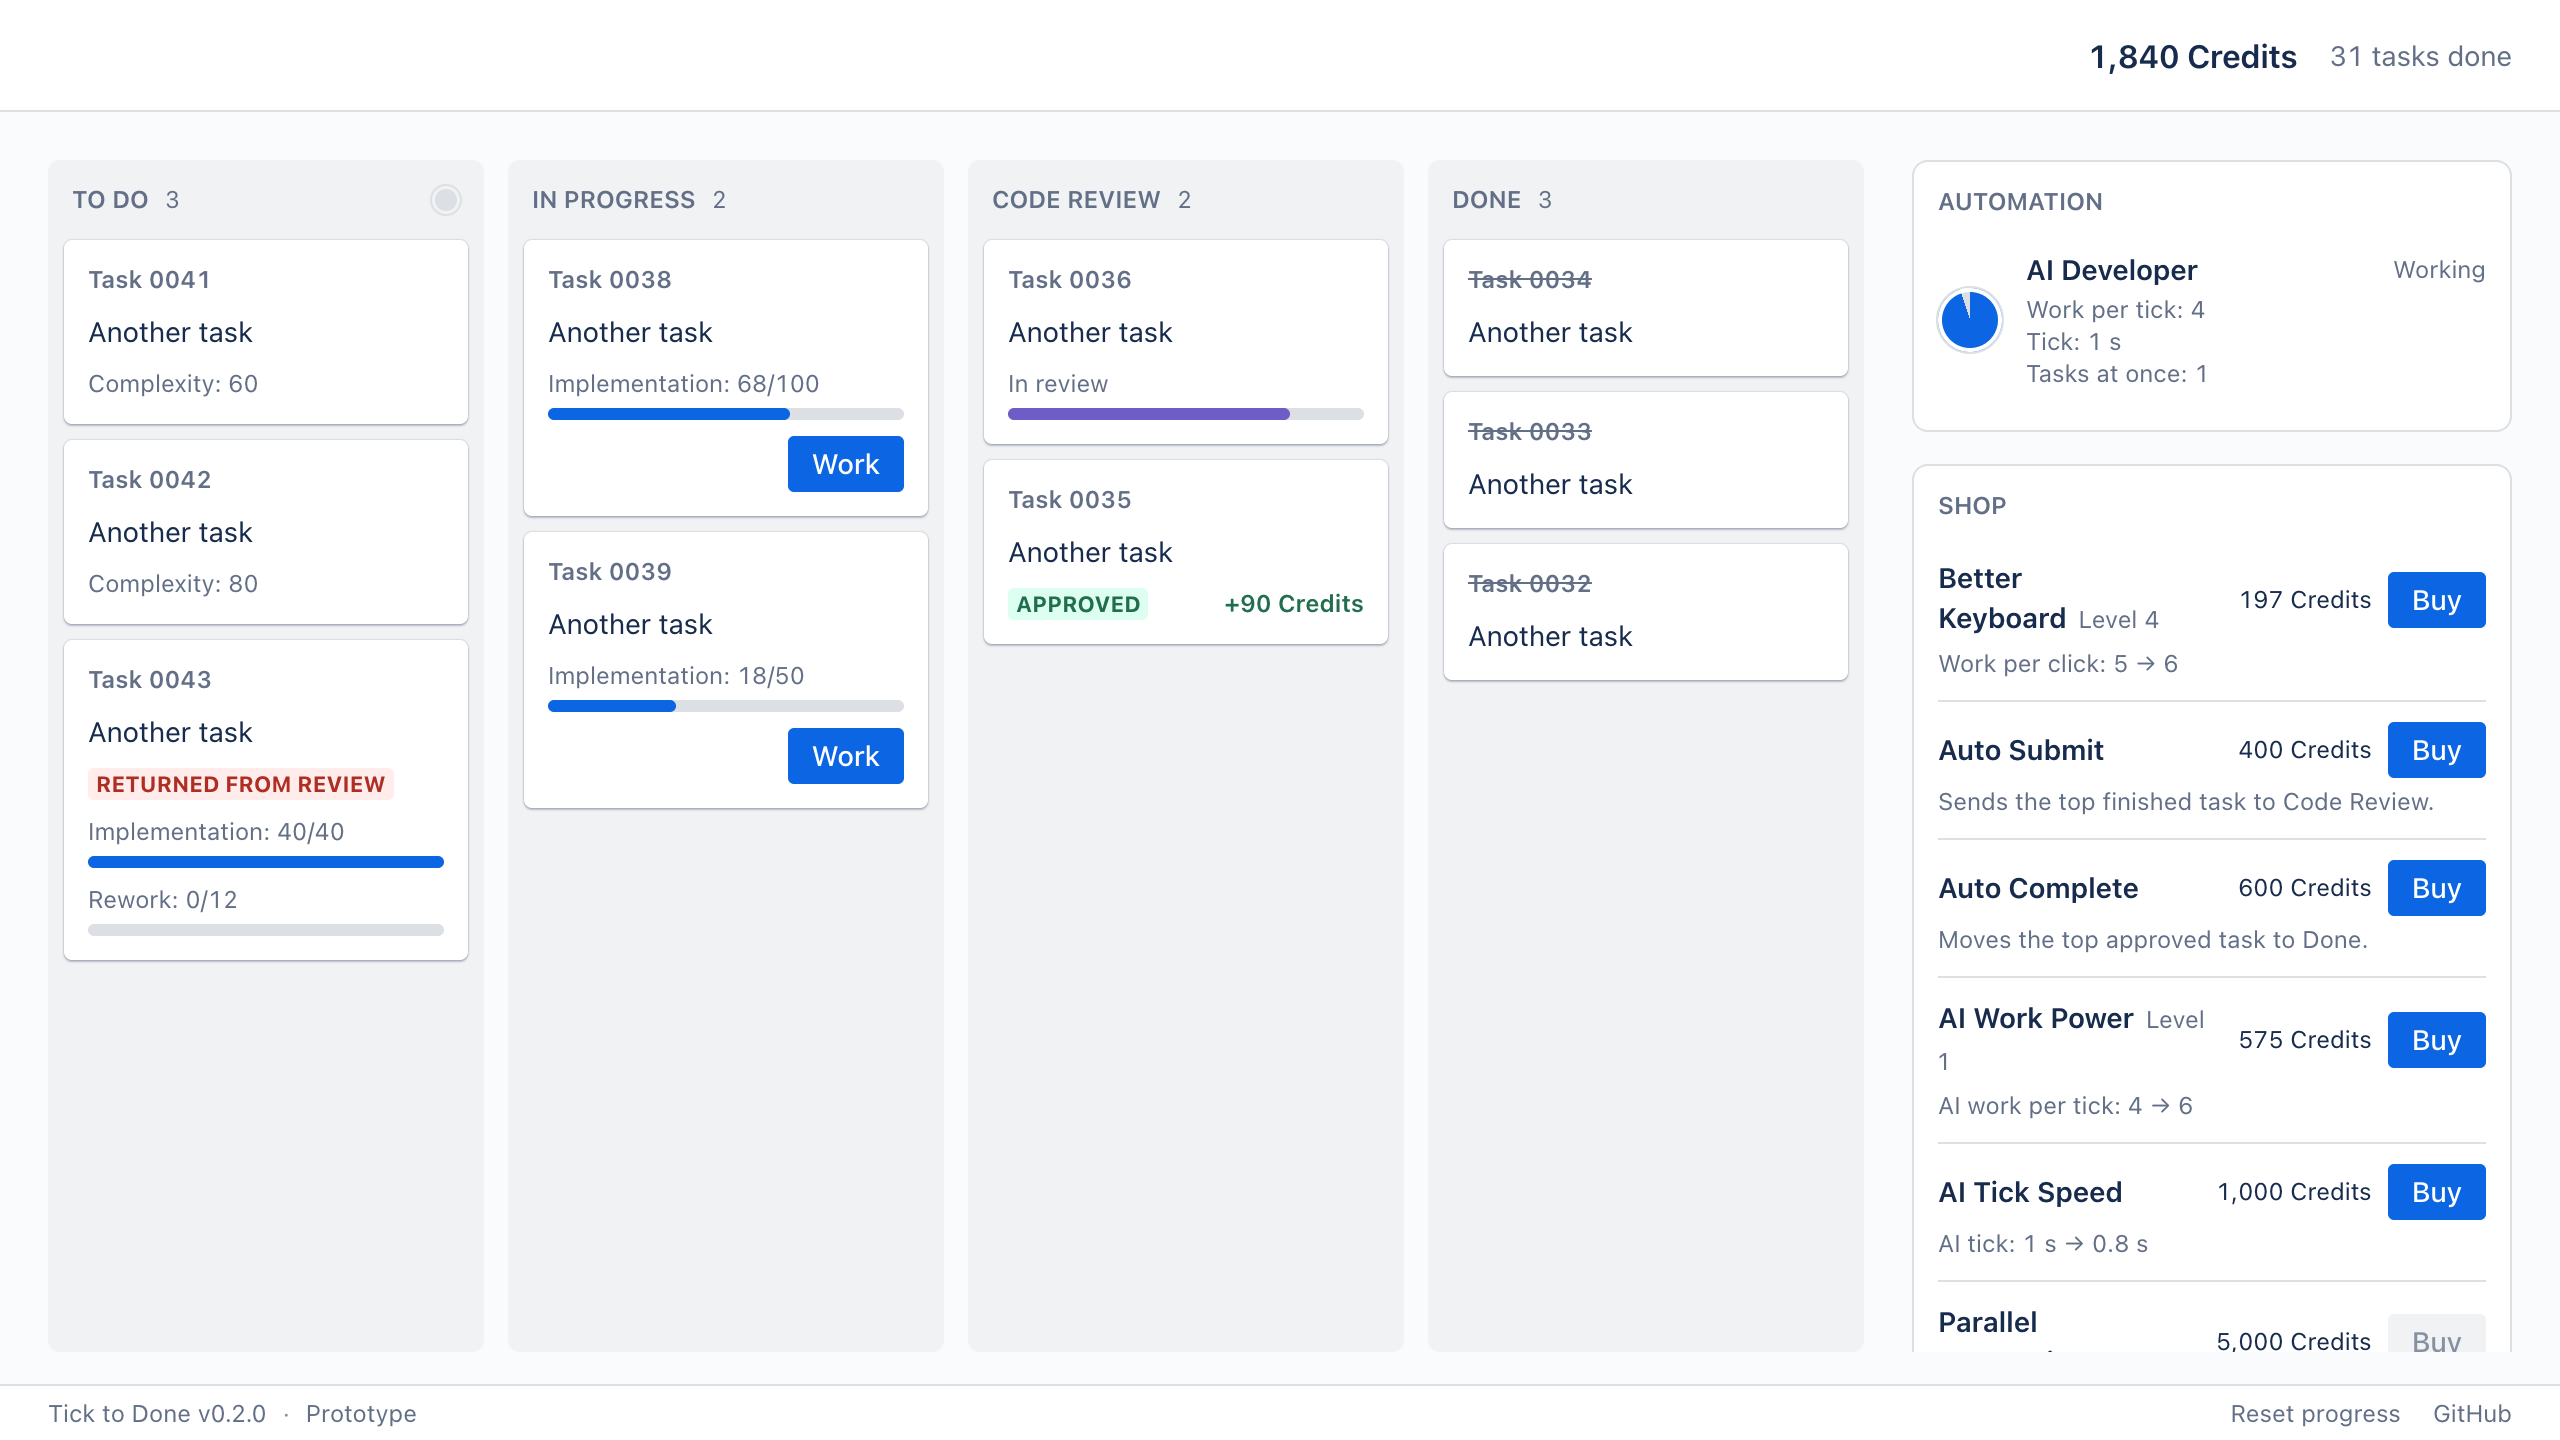 1,840 Credits 31 tasks done
TO DO 3
Task 0041
Another task
Complexity: 60
Task 0042
Another task
Complexity: 80
Task 0043
Another task
RETURNED FROM REVIEW
Implementation: 40/40
Rework: 0/12
IN PROGRESS 2
Task 0038
Another task
Implementation: 68/100
Work
Task 0039
Another task
Implementation: 18/50
Work
CODE REVIEW 2
Task 0036
Another task
In review
Task 0035
Another task
APPROVED +90 Credits
DONE 3
Task 0034
Another task
Task 0033
Another task
Task 0032
Another task
AUTOMATION
AI Developer Working
Work per tick: 4
Tick: 1 s
Tasks at once: 1
SHOP
Better
Keyboard Level 4 197 Credits Buy
Work per click: 5 → 6
Auto Submit 400 Credits Buy
Sends the top finished task to Code Review.
Auto Complete 600 Credits Buy
Moves the top approved task to Done.
AI Work Power Level
1 575 Credits Buy
AI work per tick: 4 → 6
AI Tick Speed 1,000 Credits Buy
AI tick: 1 s → 0.8 s
Parallel
5,000 Credits Buy
Tick to Done v0.2.0 · Prototype
Reset progress GitHub